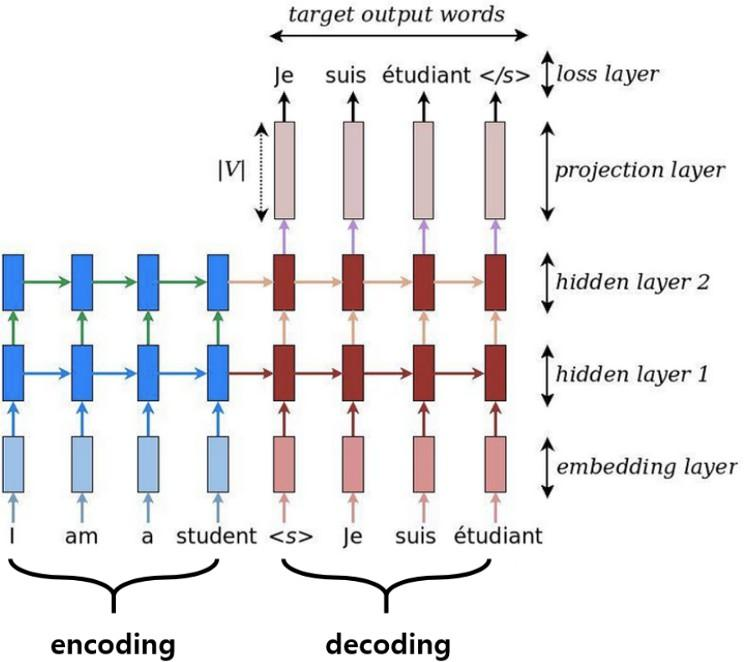 target output words
Je suis étudiant </s> loss layer
|V| projection layer
hidden layer 2
hidden layer 1
embedding layer
I am a student <s> Je suis étudiant
encoding decoding